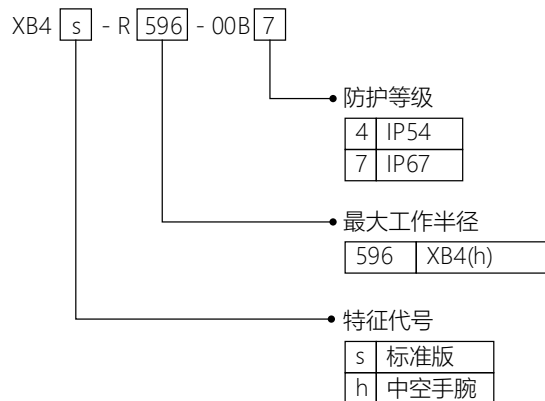 XB4 s - R 596 - 00B 7
防护等级
4 IP54
7 IP67
最大工作半径
596 XB4(h)
特征代号
s 标准版
h 中空手腕